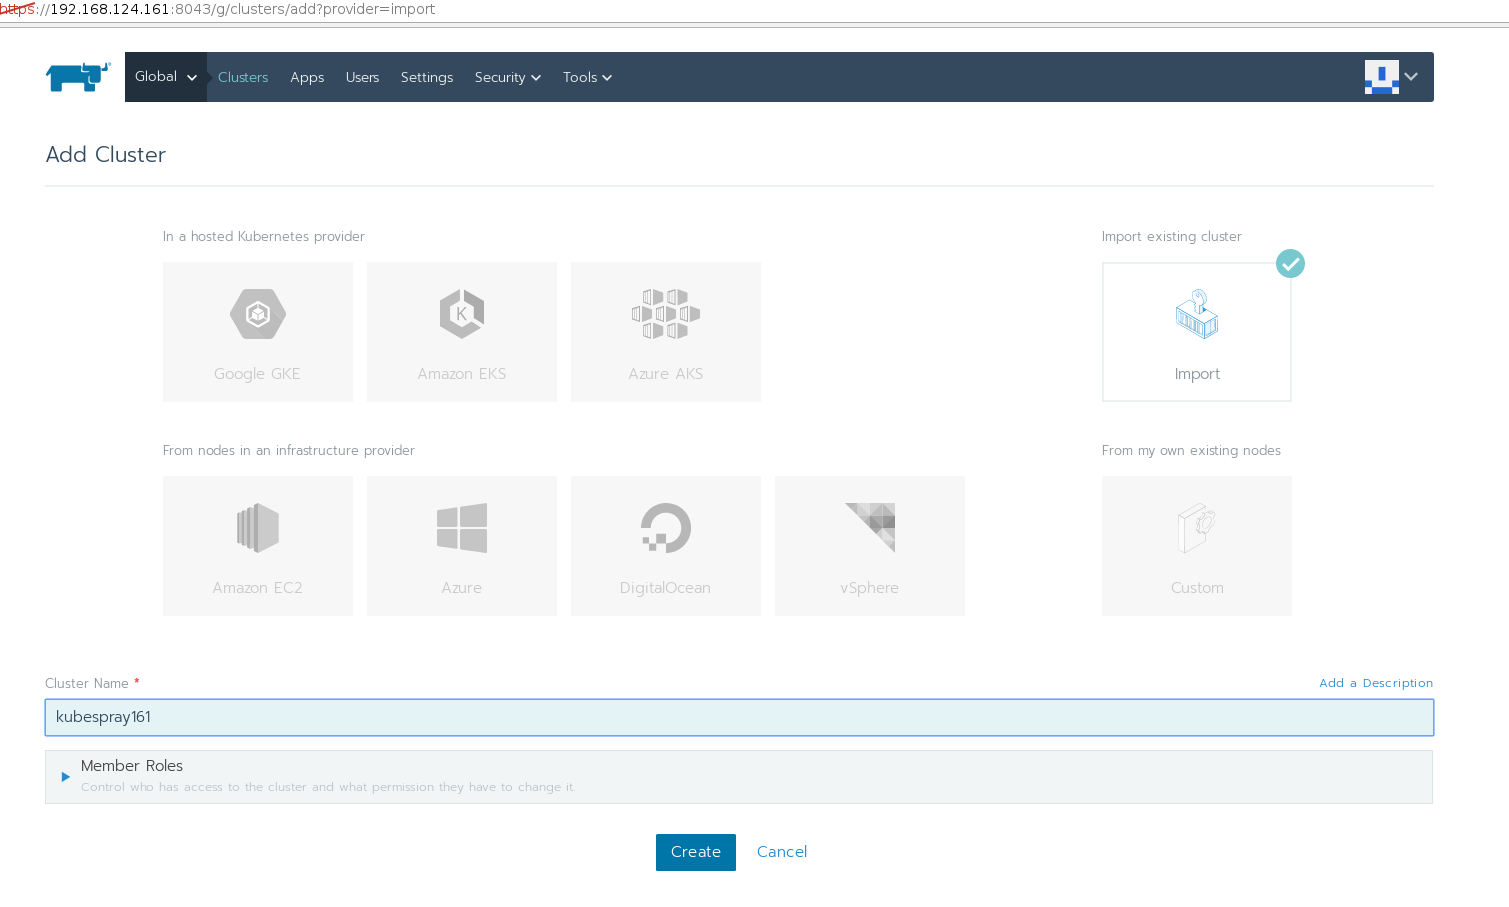 https://192.168.124.161:8043/g/clusters/add?provider=import
Global Clusters Apps Users Settings Security Tools
Add Cluster
In a hosted Kubernetes provider
Import existing cluster
K
Google GKE
Amazon EKS
Azure AKS
Import
From nodes in an infrastructure provider
From my own existing nodes
Amazon EC2
Azure
DigitalOcean
vSphere
Custom
Cluster Name *
Add a Description
kubespray161
Member Roles
Control who has access to the cluster and what permission they have to change it.
Create
Cancel